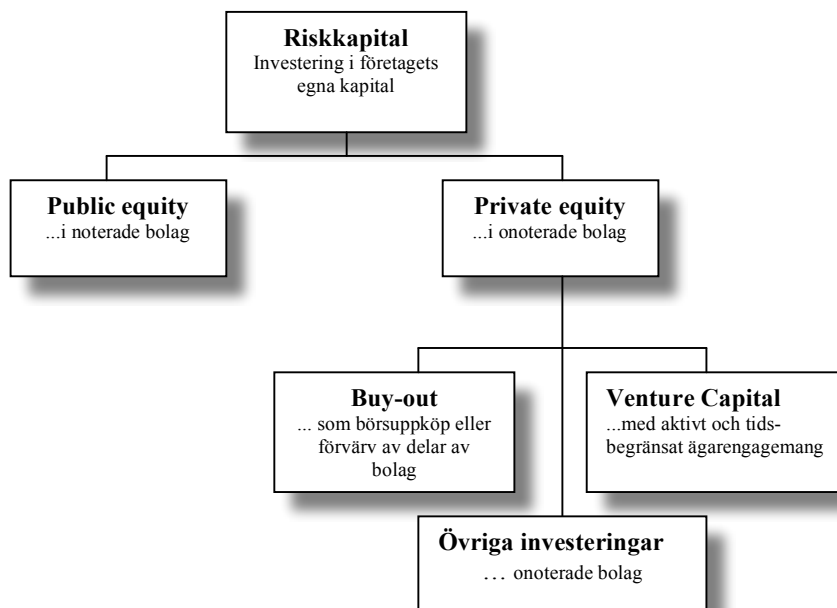 Riskkapital
Investering i företagets
egna kapital
Public equity
...i noterade bolag
Private equity
...i onoterade bolag
Buy-out
... som börsuppköp eller
förvärv av delar av
bolag
Venture Capital
...med aktivt och tids-
begränsat ägarengagemang
Övriga investeringar
... onoterade bolag